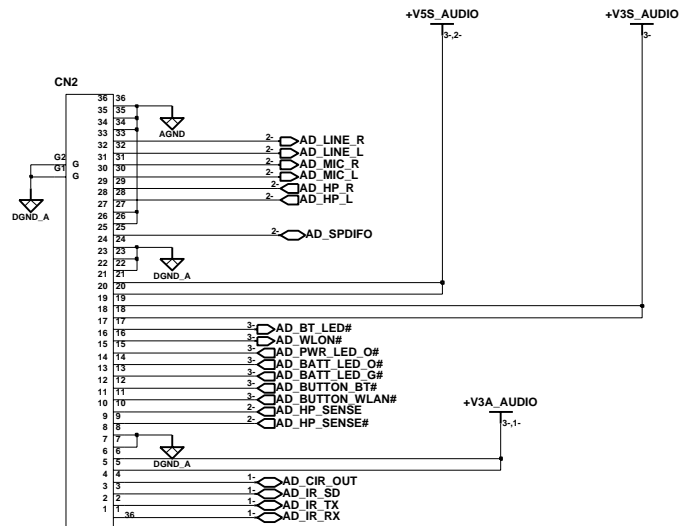 +V5S_AUDIO +V3S_AUDIO
3-,2- 3-
CN2
36 36
35 35
34 34
AGND
33 33
32 32 2- AD_LINE_R
31 31 2- AD_LINE_L
G2 G 30 30 2- AD_MIC_R
G1 G 29 29 2- AD_MIC_L
28 28 2- AD_HP_R
27 27 2- AD_HP_L
DGND_A
26 26
25 25
24 24 2- AD_SPDIFO
23 23
22 22
21 21
DGND_A
20 20
19 19
18 18
17 17
16 16 3- AD_BT_LED#
15 15 3- AD_WLON#
14 14 3- AD_PWR_LED_O#
13 13 3- AD_BATT_LED_O#
12 12 3- AD_BATT_LED_G#
11 11 3- AD_BUTTON_BT#
10 10 3- AD_BUTTON_WLAN#
9 9 2- AD_HP_SENSE
8 8 2- AD_HP_SENSE#
+V3A_AUDIO
3-,1-
7 7
6 6
DGND_A
5 5
4 4 1- AD_CIR_OUT
3 3 1- AD_IR_SD
2 2 1- AD_IR_TX
1 1 36 1- AD_IR_RX